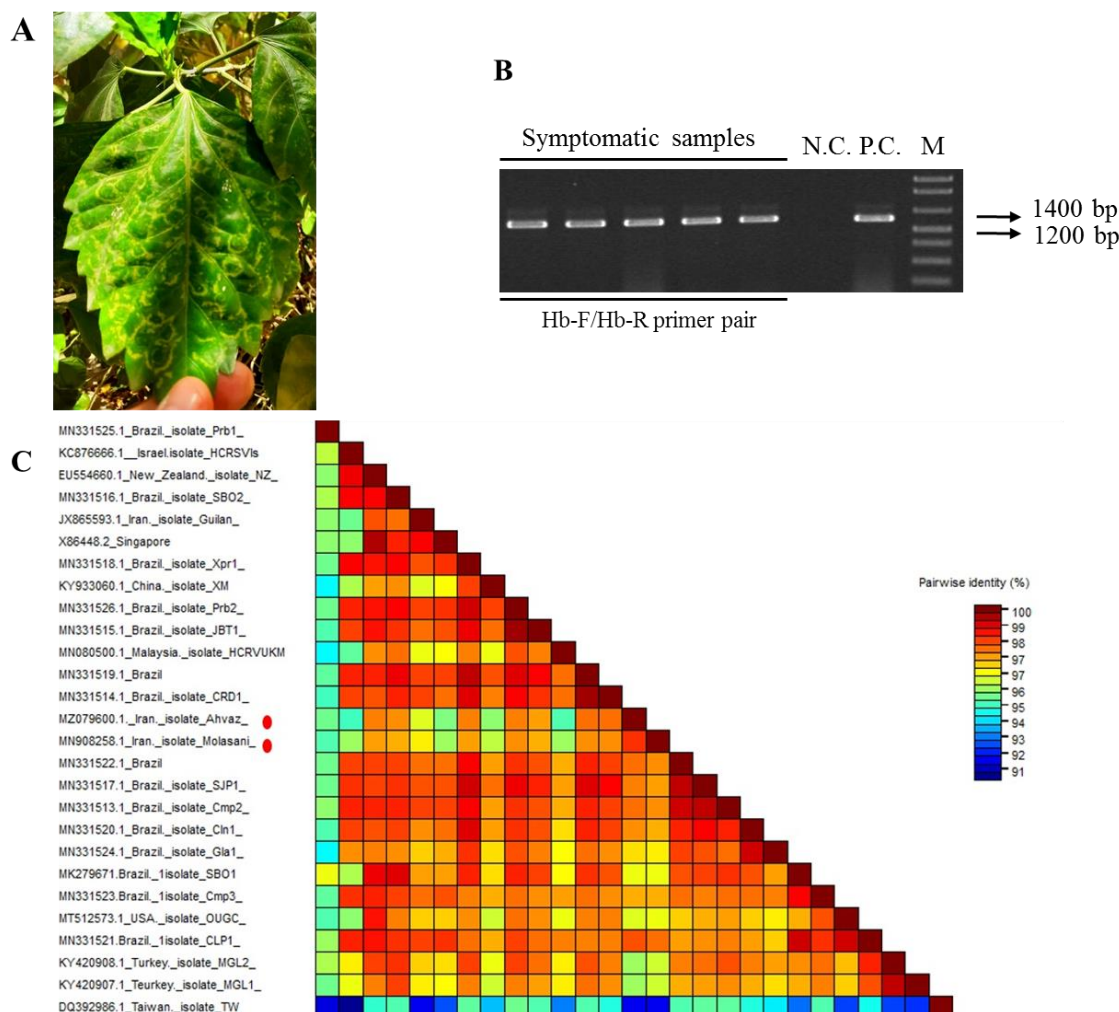 A
B
Symptomatic samples
N.C. P.C. M
1400 bp
1200 bp
Hb-F/Hb-R primer pair
C
MN331525.1_Brazil._isolate_Prb1_
KC876666.1__Israel.isolate_HCRSVIs
EU554660.1_New_Zealand._isolate_NZ_
MN331516.1_Brazil._isolate_SBO2_
JX865593.1_Iran._isolate_Guilan_
X86448.2_Singapore
MN331518.1_Brazil._isolate_Xpr1_
KY933060.1_China._isolate_XM
MN331526.1_Brazil._isolate_Prb2_
MN331515.1_Brazil._isolate_JBT1_
MN080500.1_Malaysia._isolate_HCRVUKM
MN331519.1_Brazil
MN331514.1_Brazil._isolate_CRD1_
MZ079600.1._Iran._isolate_Ahvaz_
MN908258.1_Iran._isolate_Molasani_
MN331522.1_Brazil
MN331517.1_Brazil._isolate_SJP1_
MN331513.1_Brazil._isolate_Cmp2_
MN331520.1_Brazil._isolate_Cln1_
MN331524.1_Brazil._isolate_Gla1_
MK279671.Brazil._1isolate_SBO1
MN331523.Brazil._1isolate_Cmp3_
MT512573.1_USA._isolate_OUGC_
MN331521.Brazil._1isolate_CLP1_
KY420908.1_Turkey._isolate_MGL2_
KY420907.1_Teurkey._isolate_MGL1_
DQ392986.1_Taiwan._isolate_TW
Pairwise identity (%)
100
99
98
97
96
94
93
91